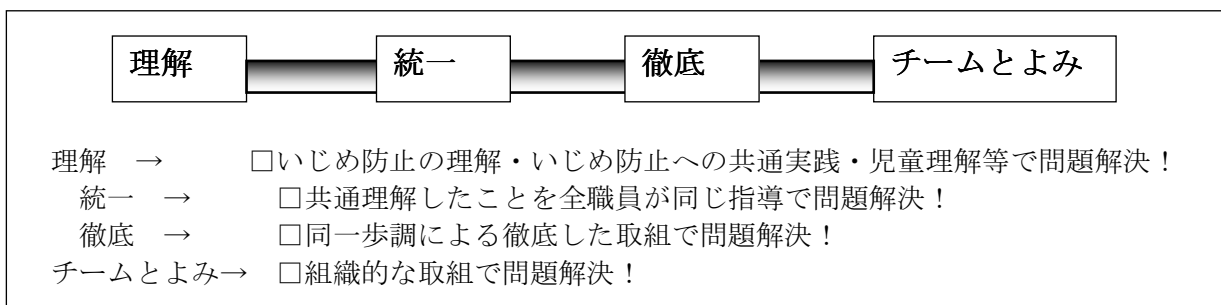 理解 統一 徹底 チームとよみ
理解 → □いじめ防止の理解・いじめ防止への共通実践・児童理解等で問題解決！
統一 → □共通理解したことを全職員が同じ指導で問題解決！
徹底 → □同一歩調による徹底した取組で問題解決！
チームとよみ→ □組織的な取組で問題解決！